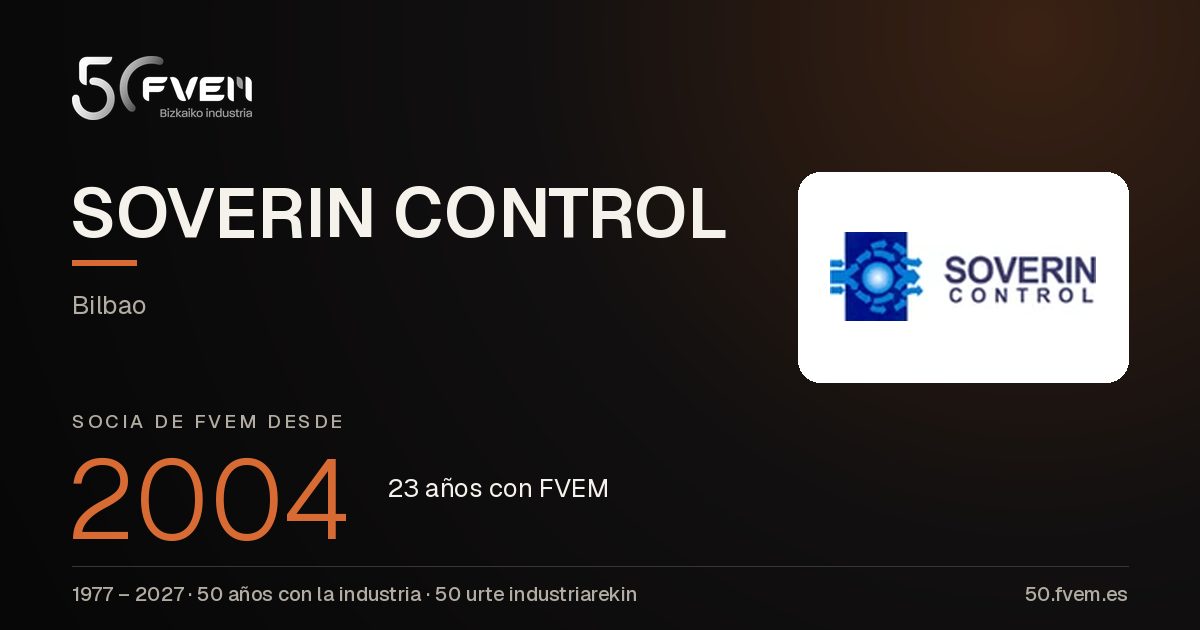 50 FVEM
Bizkaiko industria
SOVERIN CONTROL
Bilbao
SOVERIN
CONTROL
SOCIA DE FVEM DESDE
2004
23 años con FVEM
1977 – 2027 · 50 años con la industria · 50 urte industriarekin
50.fvem.es